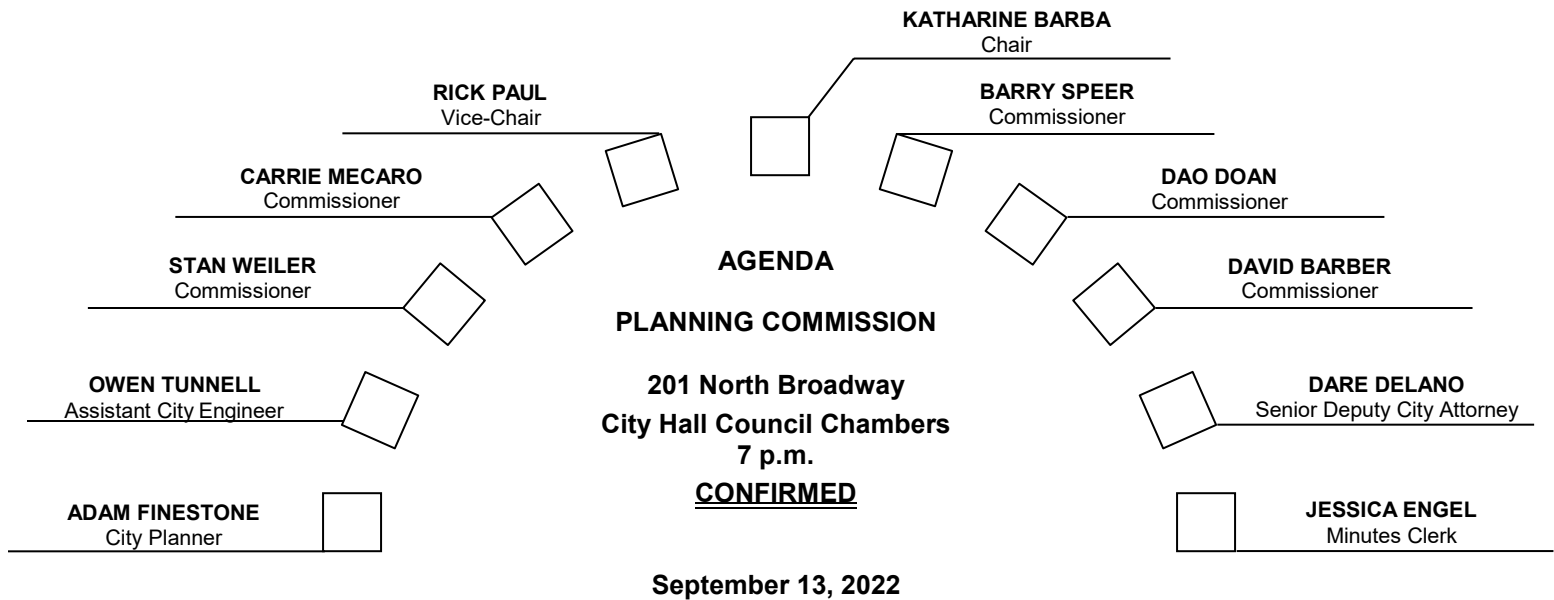 KATHARINE BARBA
Chair
RICK PAUL
Vice-Chair
BARRY SPEER
Commissioner
CARRIE MECARO
Commissioner
DAO DOAN
Commissioner
STAN WEILER
Commissioner
DAVID BARBER
Commissioner
OWEN TUNNELL
Assistant City Engineer
DARE DELANO
Senior Deputy City Attorney
ADAM FINESTONE
City Planner
JESSICA ENGEL
Minutes Clerk
AGENDA
PLANNING COMMISSION
201 North Broadway
City Hall Council Chambers
7 p.m.
CONFIRMED
September 13, 2022